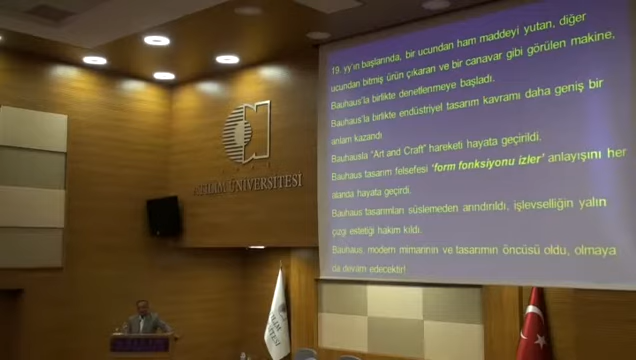 19. yy'ın başlarında, bir ucundan ham maddeyi yutan, diğer
ucundan bitmiş ürün çıkaran ve bir canavar gibi görülen makine,
Bauhaus'la birlikte denetlenmeye başladı.
Bauhaus'la birlikte endüstriyel tasarım kavramı daha geniş bir
anlam kazandı
Bauhausla "Art and Craft" hareketi hayata geçirildi.
Bauhaus tasarım felsefesi 'form fonksiyonu izler' anlayışını her
alanda hayata geçirdi.
Bauhaus tasarımları süslemeden arındırıldı, işlevselliğin yalın
çizgi estetiği hakim kıldı.
Bauhaus, modern mimarinin ve tasarımın öncüsü oldu, olmaya
da devam edecektir!
ATILIM ÜNİVERSİTESİ